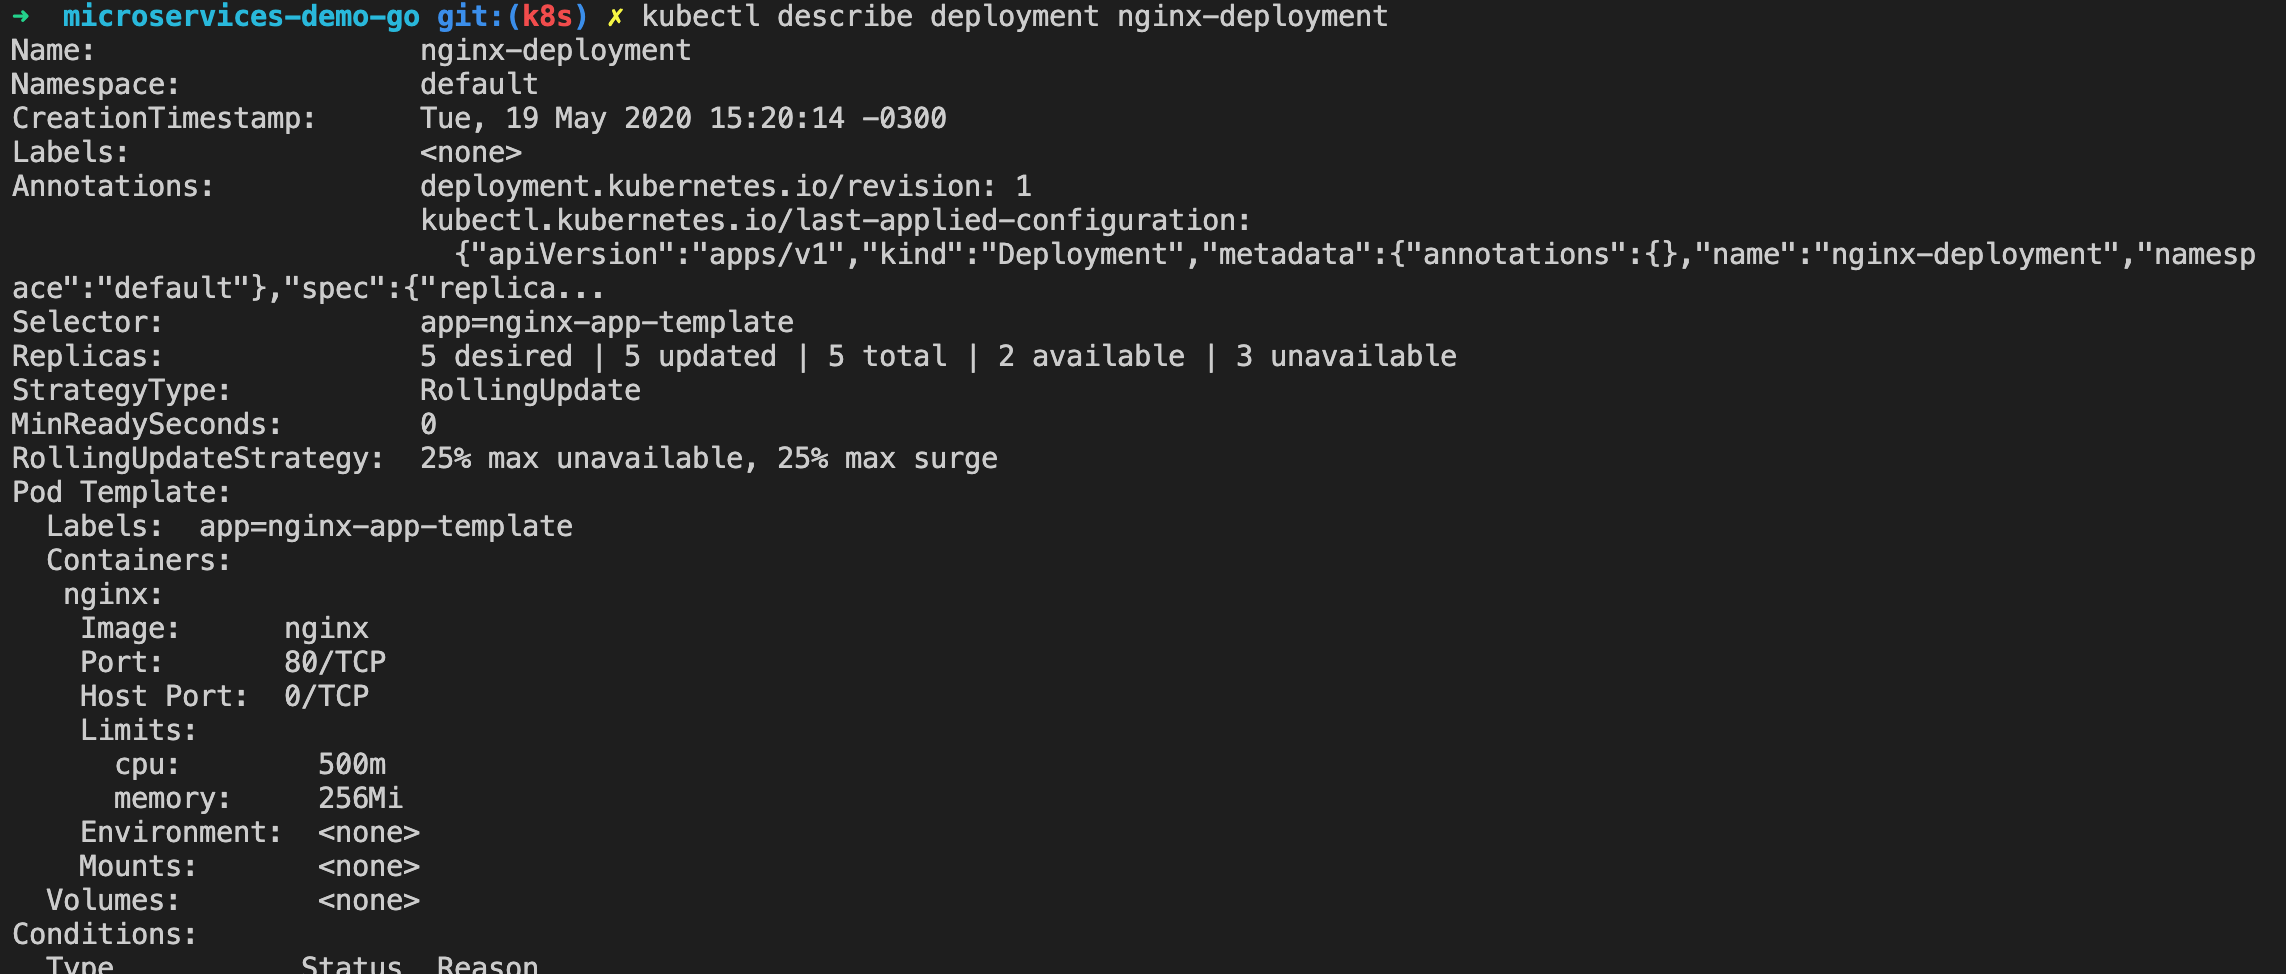 ➜  microservices-demo-go git:(k8s) ✗ kubectl describe deployment nginx-deployment
Name:                   nginx-deployment
Namespace:              default
CreationTimestamp:      Tue, 19 May 2020 15:20:14 -0300
Labels:                 <none>
Annotations:            deployment.kubernetes.io/revision: 1
                        kubectl.kubernetes.io/last-applied-configuration:
                          {"apiVersion":"apps/v1","kind":"Deployment","metadata":{"annotations":{},"name":"nginx-deployment","namesp
ace":"default"},"spec":{"replica...
Selector:               app=nginx-app-template
Replicas:               5 desired | 5 updated | 5 total | 2 available | 3 unavailable
StrategyType:           RollingUpdate
MinReadySeconds:        0
RollingUpdateStrategy:  25% max unavailable, 25% max surge
Pod Template:
  Labels:  app=nginx-app-template
  Containers:
   nginx:
    Image:      nginx
    Port:       80/TCP
    Host Port:  0/TCP
    Limits:
      cpu:        500m
      memory:     256Mi
    Environment:  <none>
    Mounts:       <none>
  Volumes:        <none>
Conditions:
  Type           Status  Reason